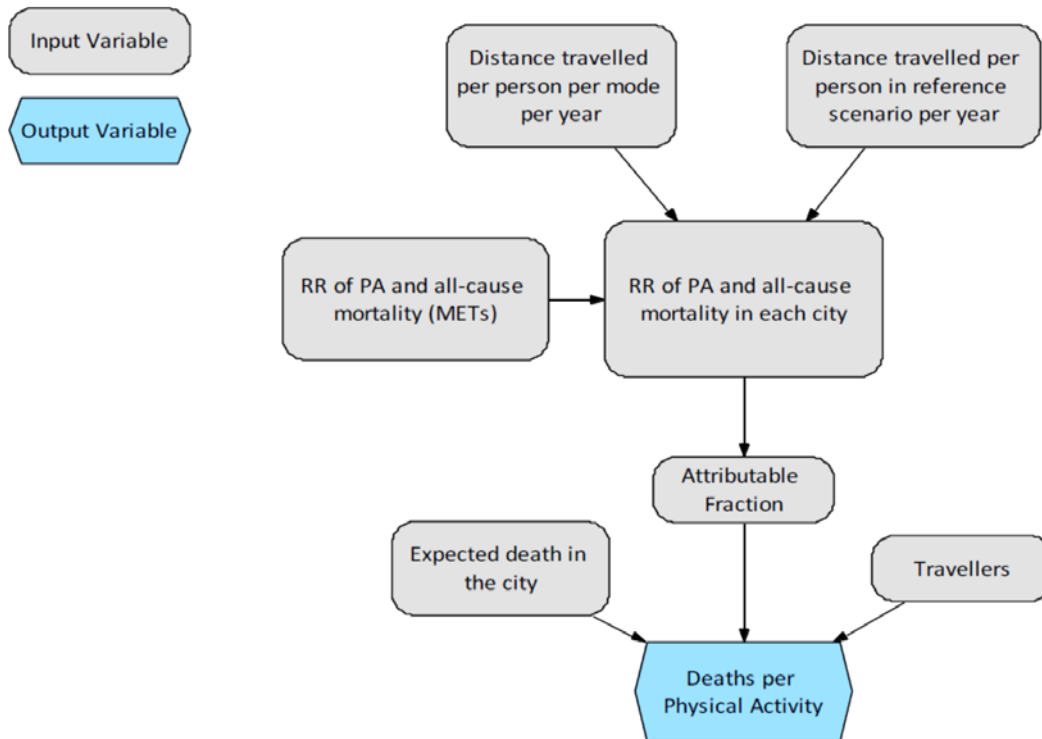 Input Variable
Output Variable
Distance travelled
per person per mode
per year
Distance travelled per
person in reference
scenario per year
RR of PA and all-cause
mortality (METs)
RR of PA and all-cause
mortality in each city
Attributable
Fraction
Expected death in
the city
Travellers
Deaths per
Physical Activity